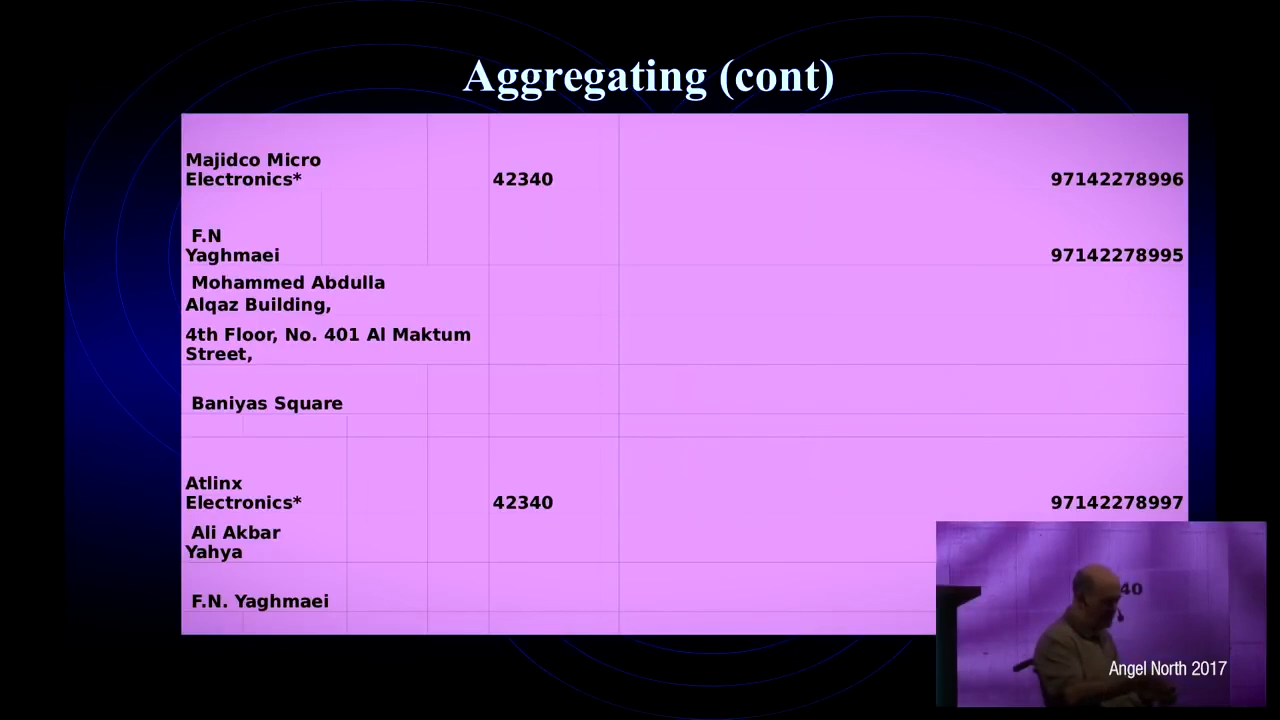 Aggregating (cont)
Majidco Micro
Electronics* 42340 97142278996
F.N
Yaghmaei 97142278995
Mohammed Abdulla
Alqaz Building,
4th Floor, No. 401 Al Maktum
Street,
Baniyas Square
Atlinx
Electronics* 42340 97142278997
Ali Akbar
Yahya
F.N. Yaghmaei
40
Angel North 2017